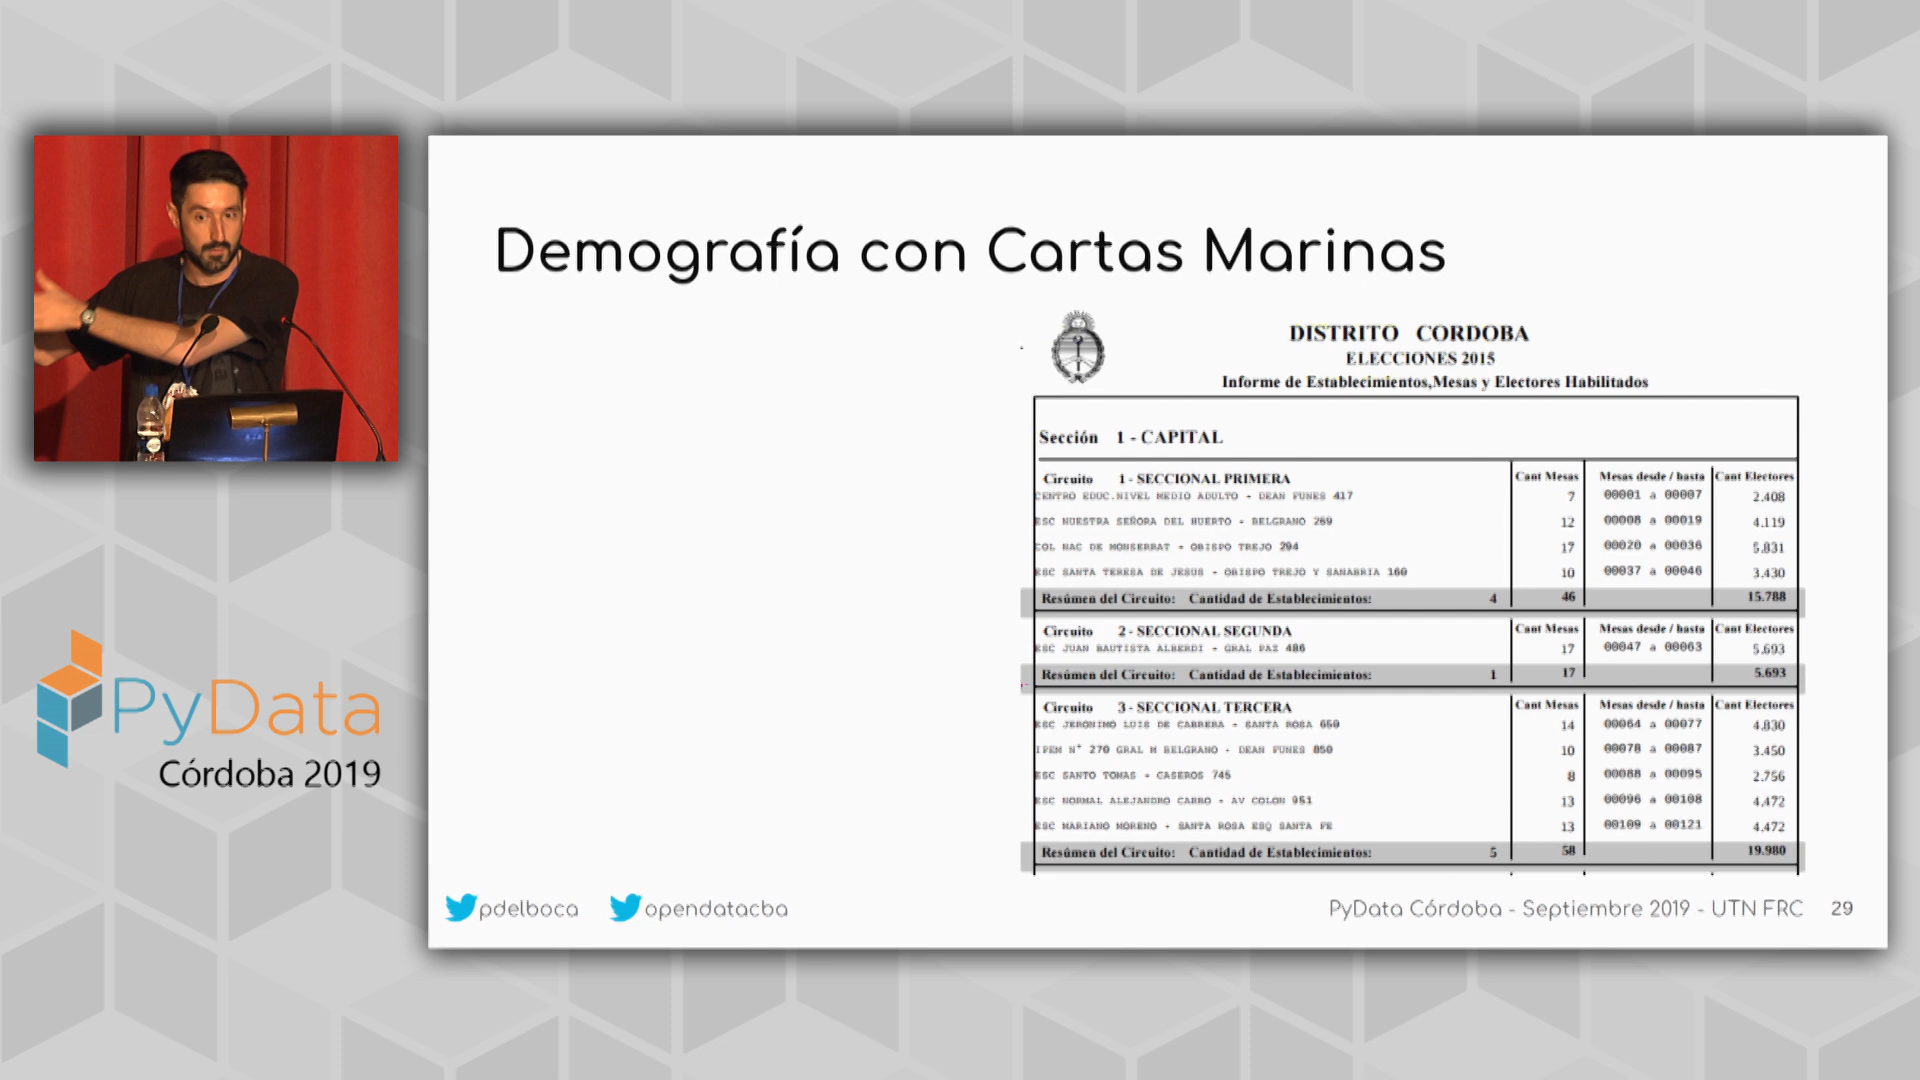 Demografía con Cartas Marinas
DISTRITO CORDOBA
ELECCIONES 2015
Informe de Establecimientos,Mesas y Electores Habilitados
Sección 1 - CAPITAL
Circuito 1 - SECCIONAL PRIMERA Cant Mesas Mesas desde / hasta Cant Electores
CENTRO EDUC.NIVEL MEDIO ADULTO - DEAN FUNES 417 7 00001 a 00007 2.408
ESC NUESTRA SEÑORA DEL HUERTO - BELGRANO 269 12 00008 a 00019 4.119
COL NAC DE MONSERRAT - OBISPO TREJO 294 17 00020 a 00036 5.831
ESC SANTA TERESA DE JESUS - OBISPO TREJO Y SANABRIA 160 10 00037 a 00046 3.430
Resúmen del Circuito: Cantidad de Establecimientos: 4 46 15.788
Circuito 2 - SECCIONAL SEGUNDA Cant Mesas Mesas desde / hasta Cant Electores
ESC JUAN BAUTISTA ALBERDI - GRAL PAZ 486 17 00047 a 00063 5.693
Resúmen del Circuito: Cantidad de Establecimientos: 1 17 5.693
Circuito 3 - SECCIONAL TERCERA Cant Mesas Mesas desde / hasta Cant Electores
ESC JERONIMO LUIS DE CABRERA - SANTA ROSA 650 14 00064 a 00077 4.830
IPEM N° 270 GRAL M BELGRANO - DEAN FUNES 850 10 00078 a 00087 3.450
ESC SANTO TOMAS - CASEROS 745 8 00088 a 00095 2.756
ESC NORMAL ALEJANDRO CARBO - AV COLON 951 13 00096 a 00108 4.472
ESC MARIANO MORENO - SANTA ROSA ESQ SANTA FE 13 00109 a 00121 4.472
Resúmen del Circuito: Cantidad de Establecimientos: 5 58 19.980
pdelboca opendatacba PyData Córdoba - Septiembre 2019 - UTN FRC 29
PyData
Córdoba 2019